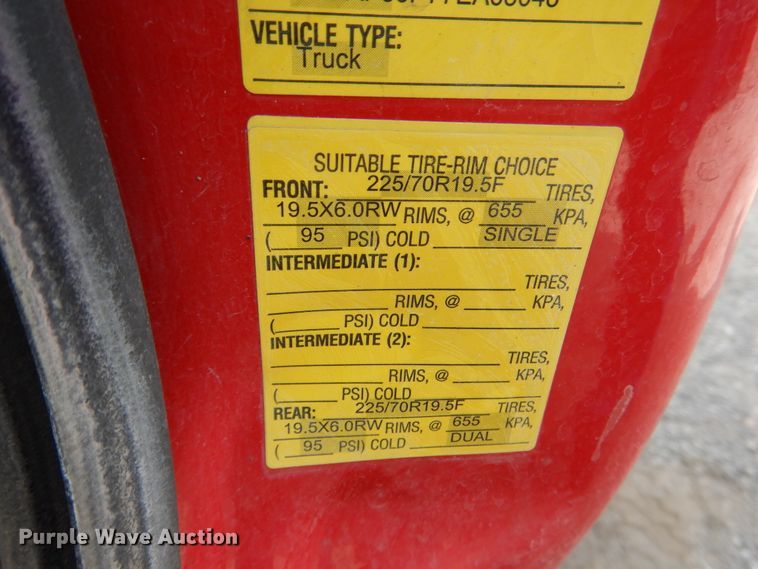 VEHICLE TYPE:
Truck
SUITABLE TIRE-RIM CHOICE
FRONT: 225/70R19.5F TIRES,
19.5X6.0RW RIMS, @ 655 KPA,
( 95 PSI) COLD SINGLE
INTERMEDIATE (1):
TIRES,
RIMS, @ KPA,
( PSI) COLD
INTERMEDIATE (2):
TIRES,
RIMS, @ KPA,
( PSI) COLD
REAR: 225/70R19.5F TIRES,
19.5X6.0RW RIMS, @ 655 KPA,
( 95 PSI) COLD DUAL
Purple Wave Auction®